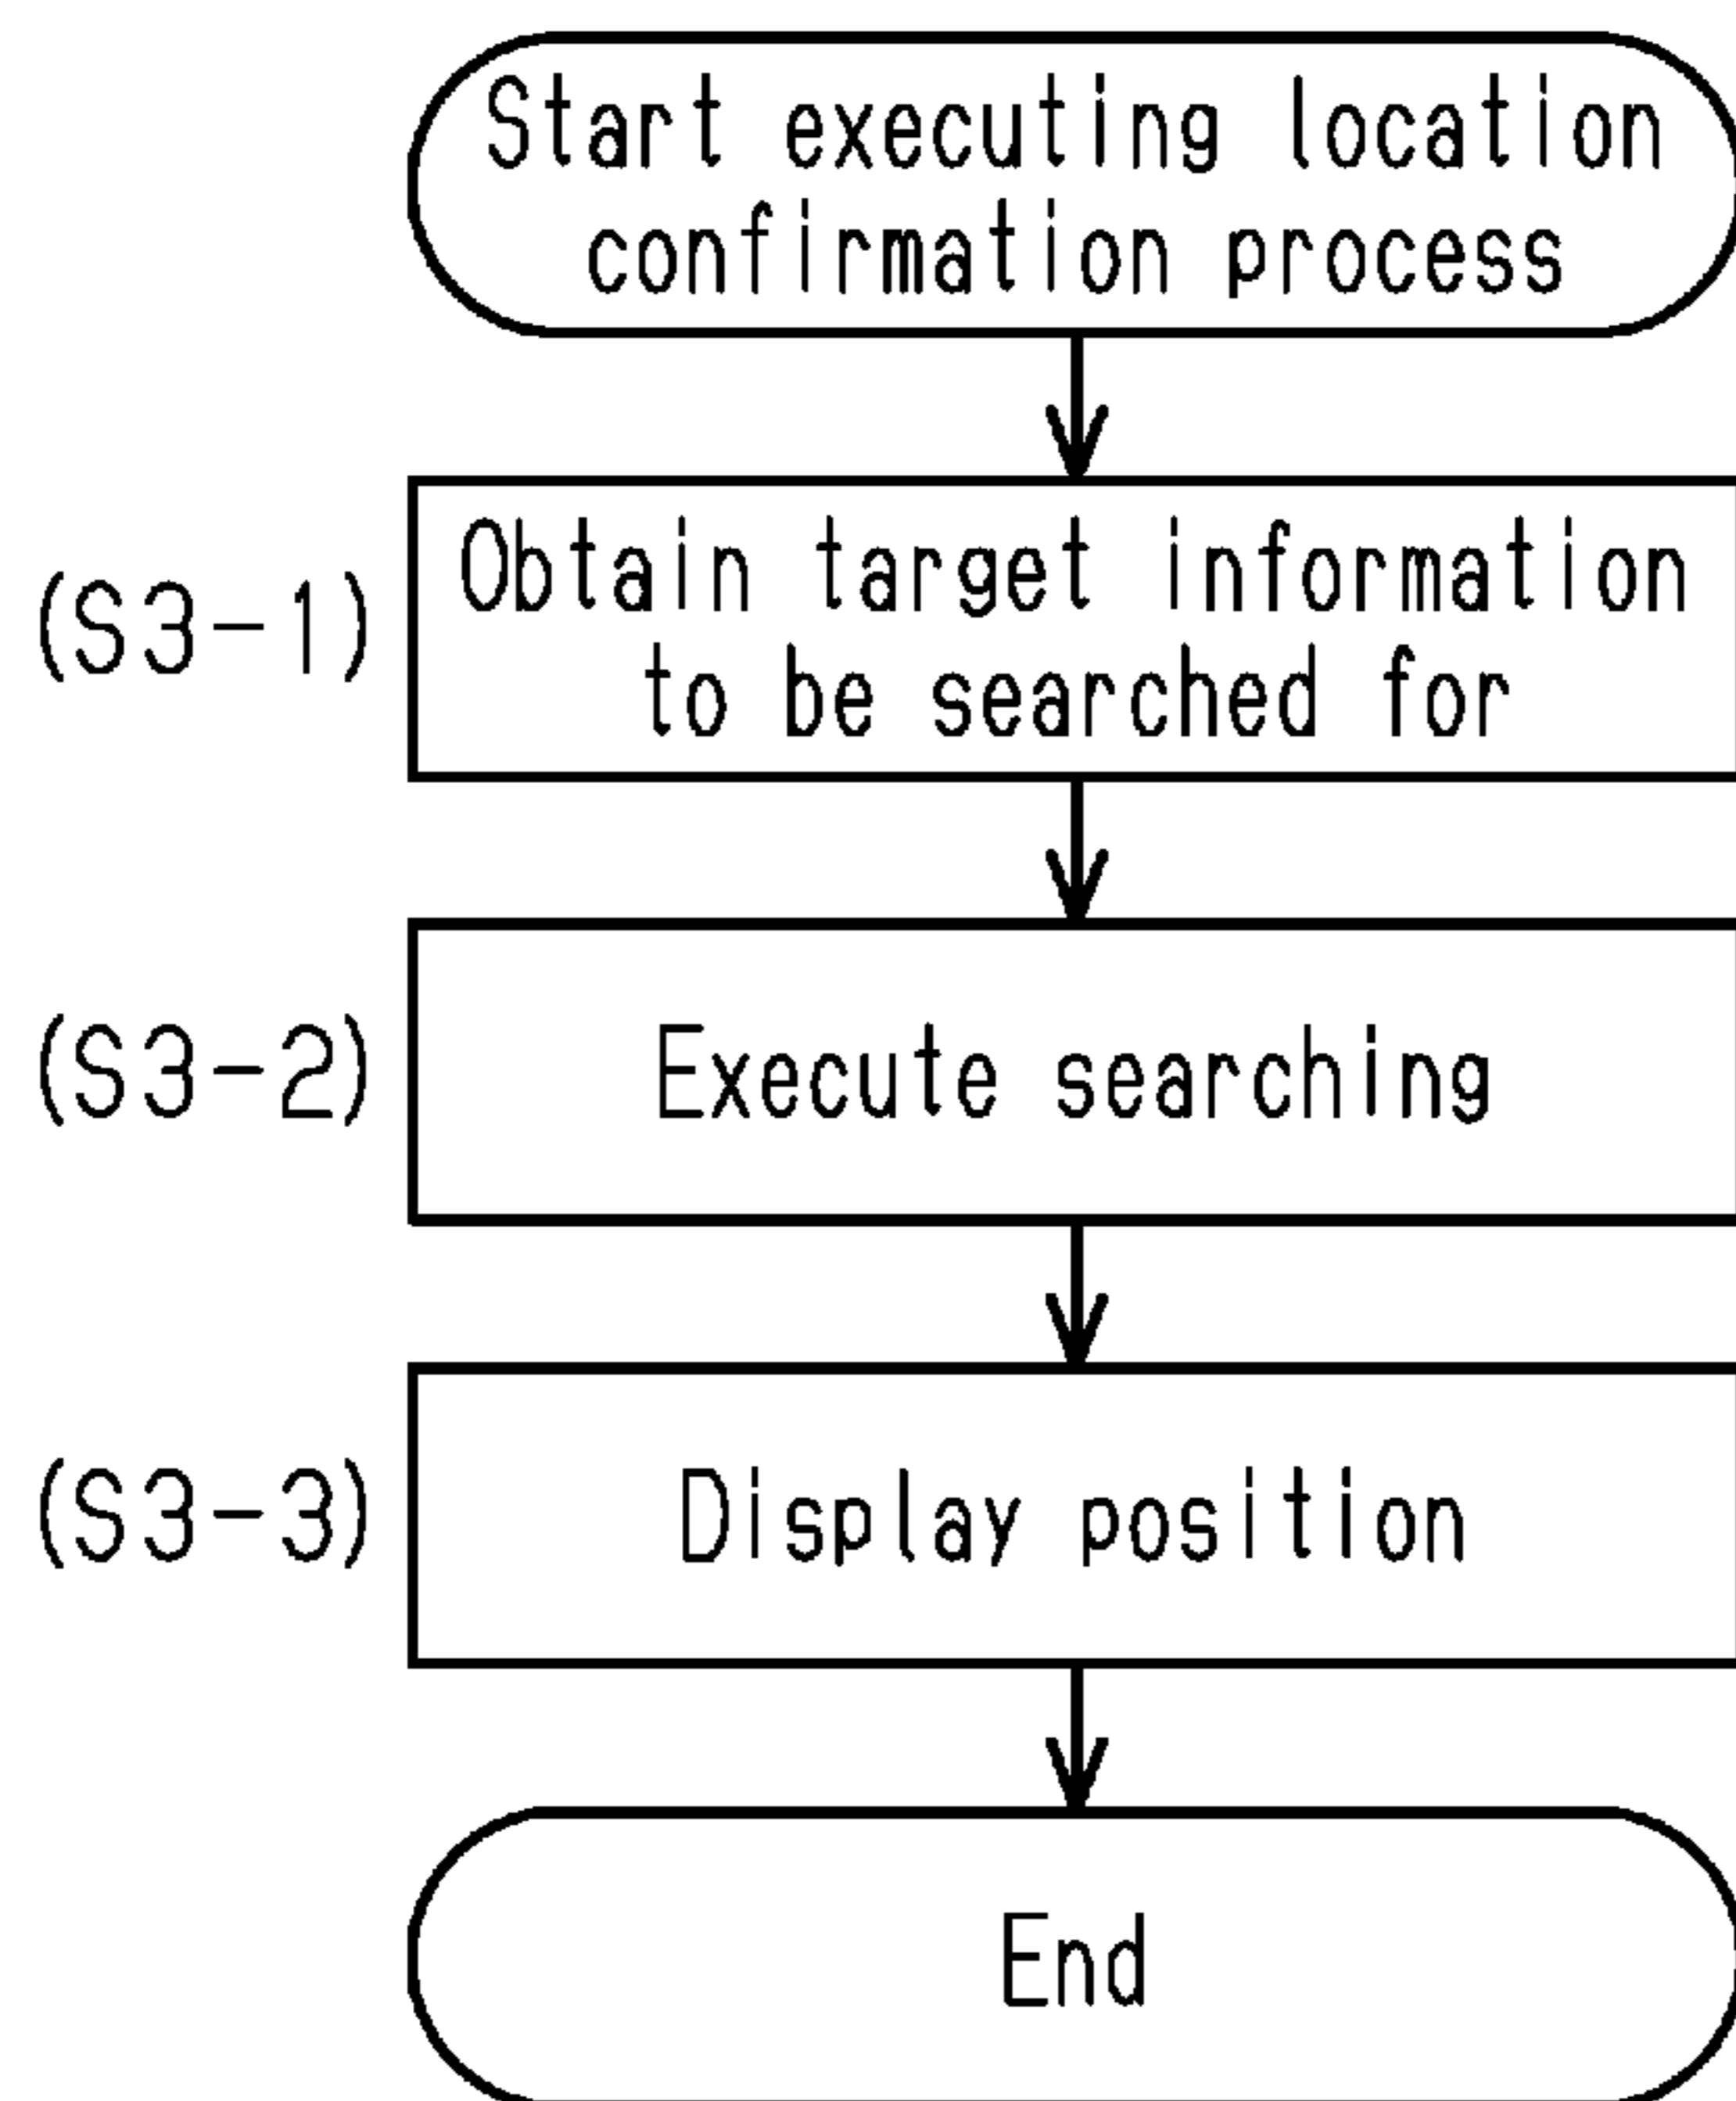 Start executing location
confirmation process
(S3-1)
Obtain target information
to be searched for
(S3-2)
Execute searching
(S3-3)
Display position
End